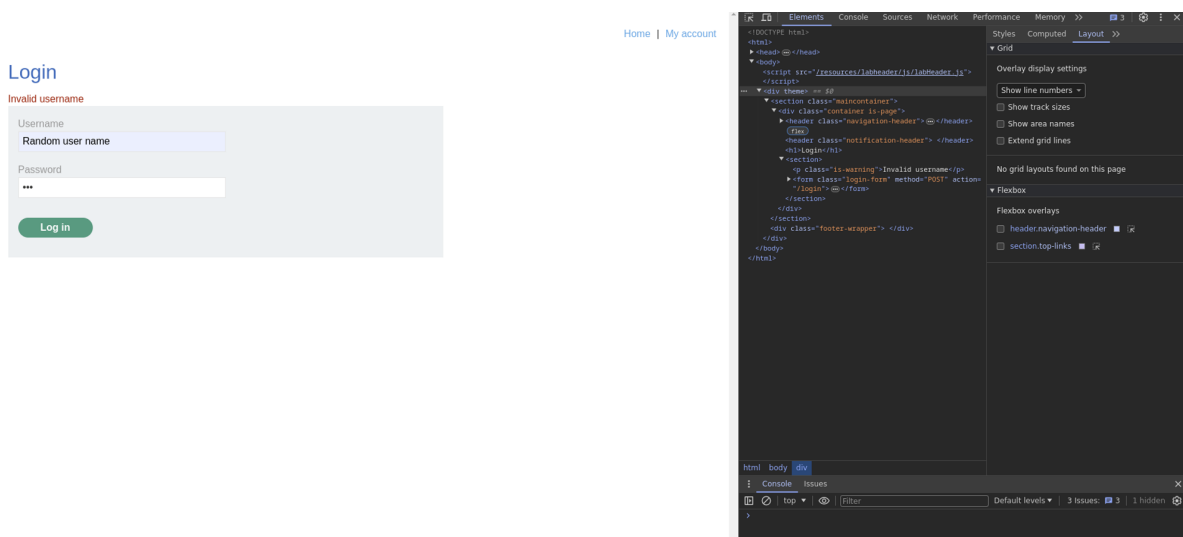 Home | My account
Login
Invalid username
Username
Random user name
Password
•••
Log in
Elements Console Sources Network Performance Memory 3
<!DOCTYPE html>
<html>
<head> </head>
<body>
<script src="/resources/labheader/js/labHeader.js">
</script>
<div theme> == $0
<section class="maincontainer">
<div class="container is-page">
<header class="navigation-header"> </header>
flex
<header class="notification-header"> </header>
<h1>Login</h1>
<section>
<p class="is-warning">Invalid username</p>
<form class="login-form" method="POST" action=
"/login"> </form>
</section>
</div>
</section>
<div class="footer-wrapper"> </div>
</div>
</body>
</html>
html body div
Styles Computed Layout
Grid
Overlay display settings
Show line numbers
Show track sizes
Show area names
Extend grid lines
No grid layouts found on this page
Flexbox
Flexbox overlays
header.navigation-header
section.top-links
Console Issues
top Filter Default levels 3 Issues: 3 1 hidden